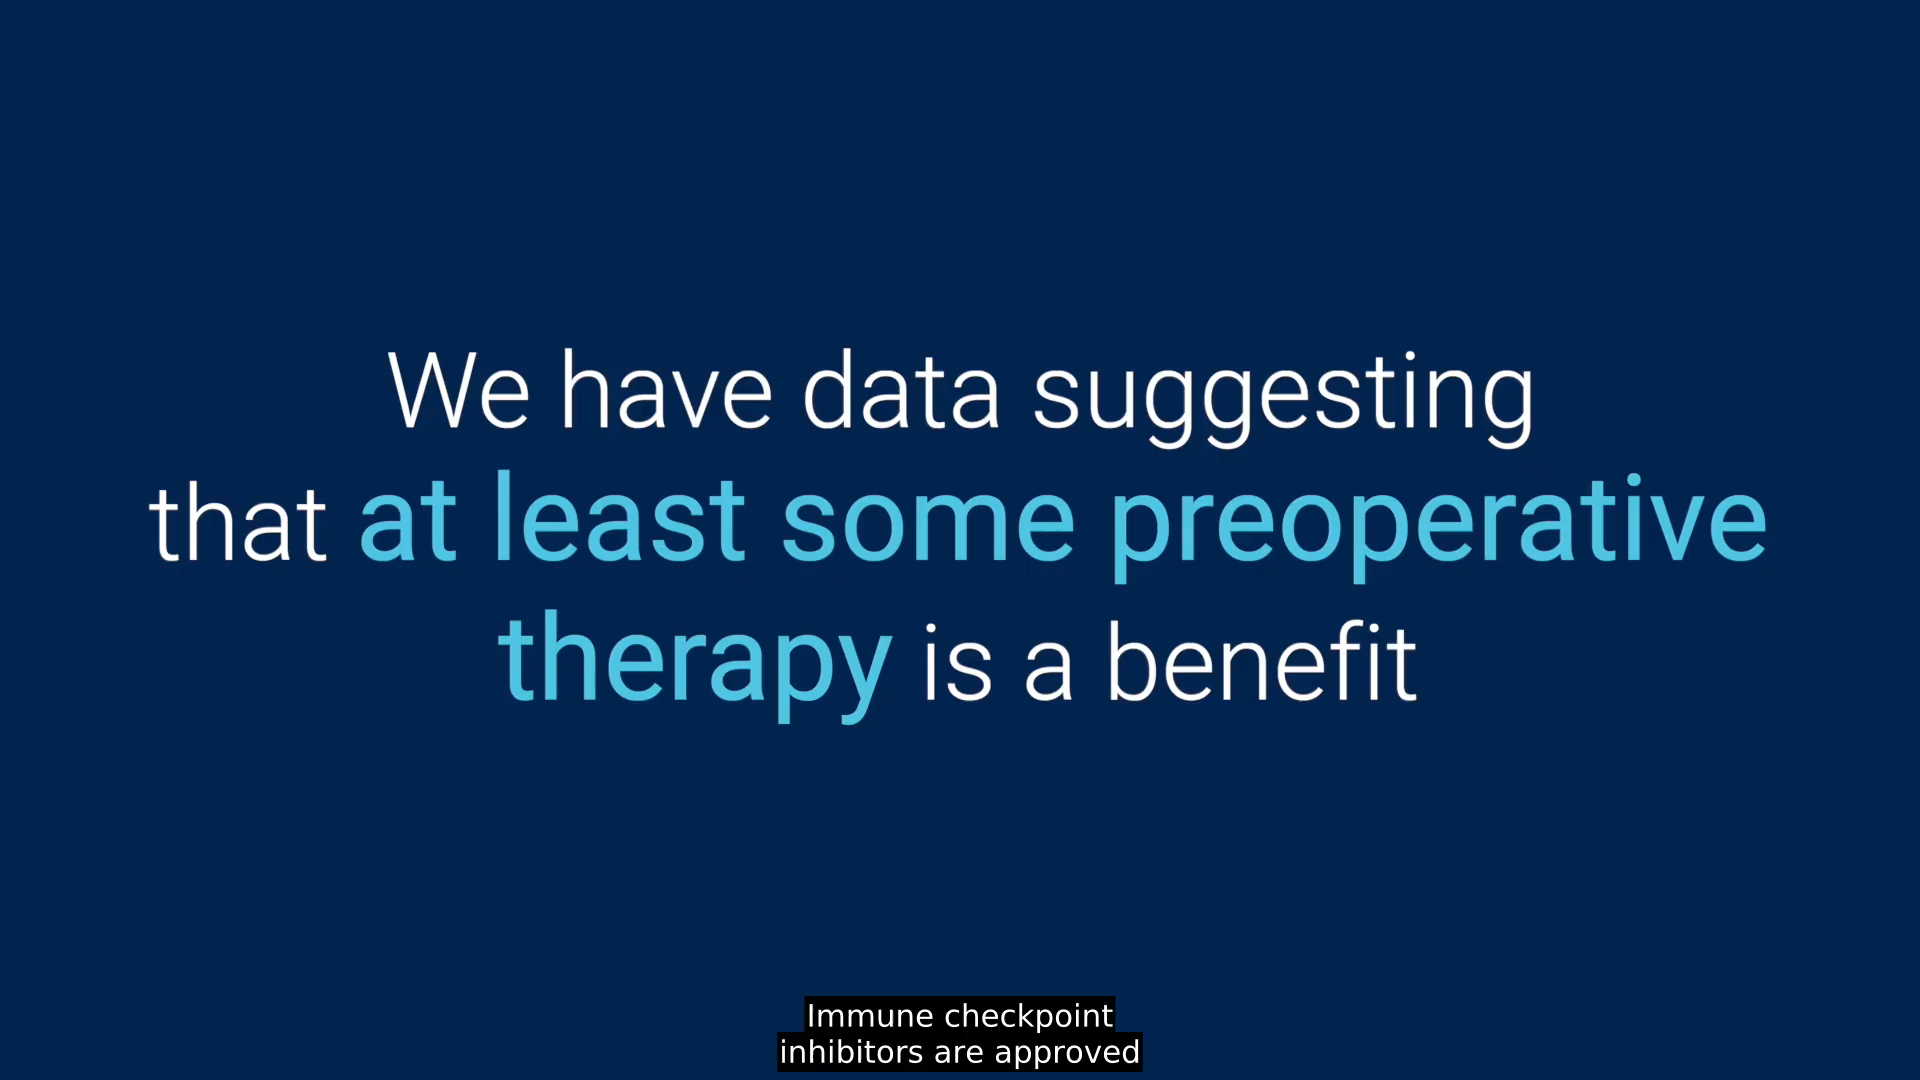 We have data suggesting
that at least some preoperative
therapy is a benefit
Immune checkpoint
inhibitors are approved